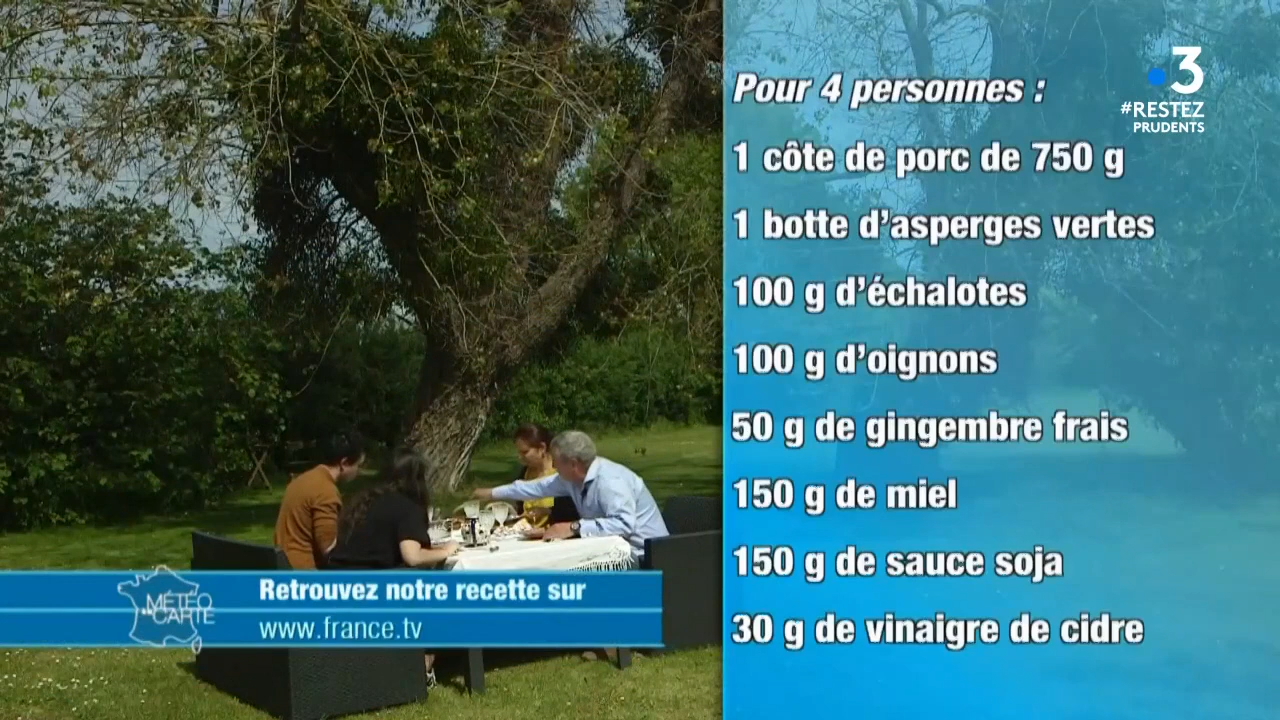 Pour 4 personnes :
1 côte de porc de 750 g
1 botte d'asperges vertes
100 g d'échalotes
100 g d'oignons
50 g de gingembre frais
150 g de miel
150 g de sauce soja
30 g de vinaigre de cidre
3
#RESTEZ
PRUDENTS
MÉTÉO
À LA CARTE
Retrouvez notre recette sur
www.france.tv